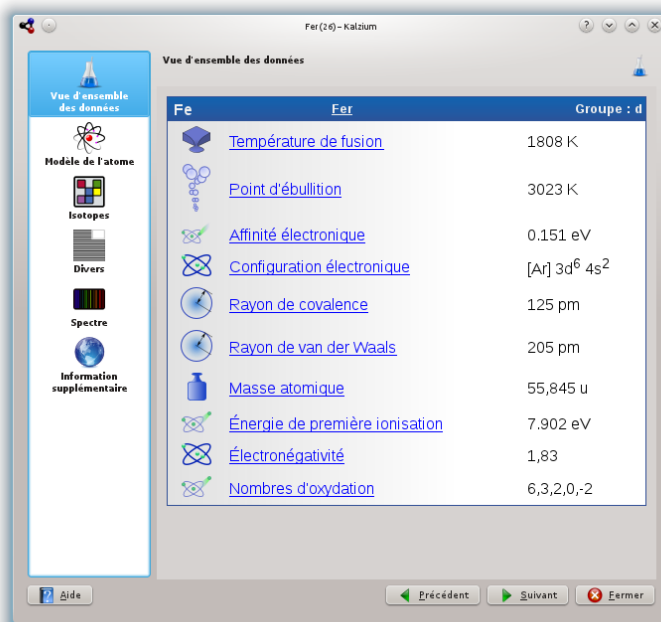 Fer(26) – Kalzium
Vue d'ensemble
des données
Modèle de l'atome
Isotopes
Divers
Spectre
Information
supplémentaire
Vue d'ensemble des données
Fe Fer Groupe : d
Température de fusion 1808 K
Point d'ébullition 3023 K
Affinité électronique 0.151 eV
Configuration électronique [Ar] 3d⁶ 4s²
Rayon de covalence 125 pm
Rayon de van der Waals 205 pm
Masse atomique 55,845 u
Énergie de première ionisation 7.902 eV
Électronégativité 1,83
Nombres d'oxydation 6,3,2,0,-2
Aide Précédent Suivant Fermer